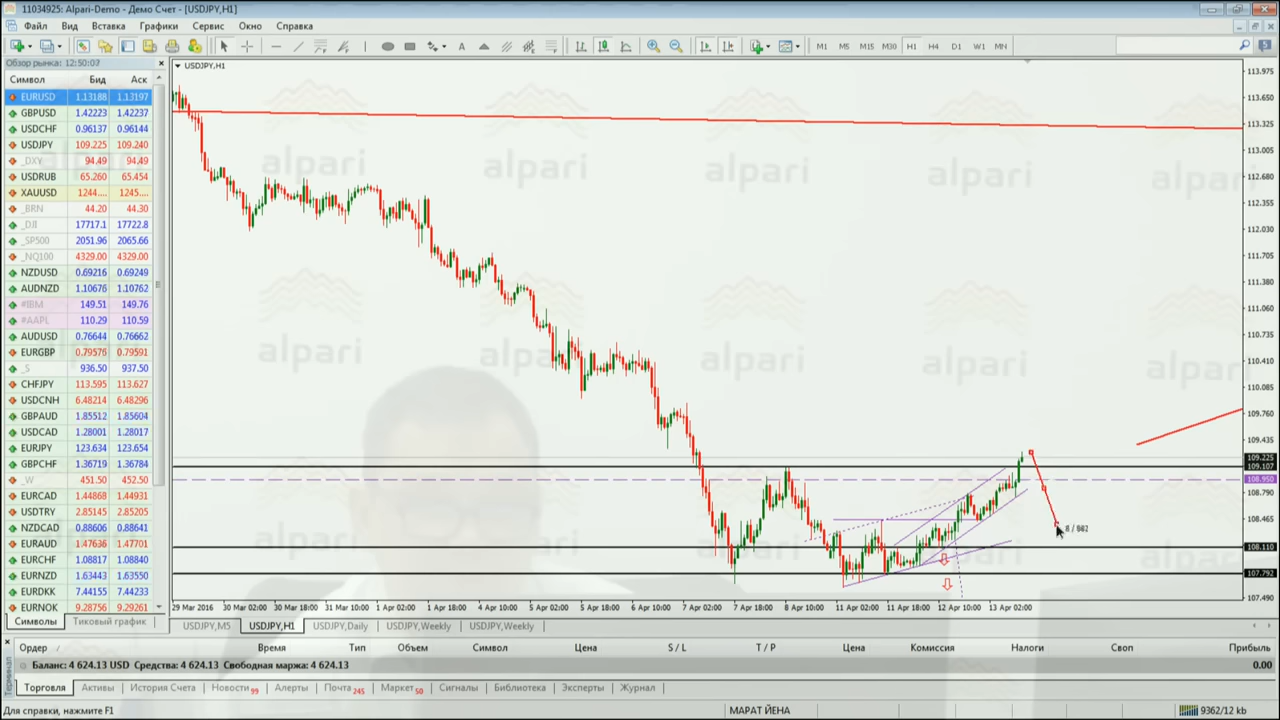 11034925: Alpari-Demo - Демо Счет - [USDJPY,H1]
Файл Вид Вставка Графики Сервис Окно Справка
A M1 M5 M15 M30 H1 H4 D1 W1 MN
Обзор рынка: 12:50:07
Символ Бид Аск
EURUSD 1.13188 1.13197
GBPUSD 1.42223 1.42237
USDCHF 0.96137 0.96144
USDJPY 109.225 109.240
_DXY 94.49 94.49
USDRUB 65.260 65.454
XAUUSD 1244.... 1245....
_BRN 44.20 44.30
_DJI 17717.1 17722.8
_SP500 2051.96 2065.66
_NQ100 4329.00 4329.00
NZDUSD 0.69216 0.69249
AUDNZD 1.10676 1.10762
#IBM 149.51 149.76
#AAPL 110.29 110.59
AUDUSD 0.76644 0.76662
EURGBP 0.79576 0.79591
_S 936.50 937.50
CHFJPY 113.595 113.627
USDCNH 6.48214 6.48296
GBPAUD 1.85512 1.85604
USDCAD 1.28001 1.28017
EURJPY 123.634 123.654
GBPCHF 1.36719 1.36784
_W 451.50 452.50
EURCAD 1.44868 1.44931
USDTRY 2.85145 2.85205
NZDCAD 0.88606 0.88641
EURAUD 1.47636 1.47701
EURCHF 1.08817 1.08840
EURNZD 1.63443 1.63550
EURDKK 7.44155 7.44233
EURNOK 9.28756 9.29261
Символы Тиковый график
USDJPY,H1
alpari alpari alpari alpari alpari
alpari alpari alpari alpari alpari
alpari alpari alpari alpari
113.975
113.650
113.325
113.005
112.680
112.355
112.030
111.705
111.380
111.060
110.735
110.410
110.085
109.760
109.435
109.225
109.107
108.950
108.790
108.465
108.110
107.792
107.490
29 Mar 2016 30 Mar 02:00 30 Mar 18:00 31 Mar 10:00 1 Apr 02:00 1 Apr 18:00 4 Apr 10:00 5 Apr 02:00 5 Apr 18:00 6 Apr 10:00 7 Apr 02:00 7 Apr 18:00 8 Apr 10:00 11 Apr 02:00 11 Apr 18:00 12 Apr 10:00 13 Apr 02:00
USDJPY,M5 USDJPY,H1 USDJPY,Daily USDJPY,Weekly USDJPY,Weekly
Ордер Время Тип Объем Символ Цена S / L T / P Цена Комиссия Налоги Своп Прибыль
Баланс: 4 624.13 USD Средства: 4 624.13 Свободная маржа: 4 624.13 0.00
Терминал
Торговля Активы История Счета Новости 99 Алерты Почта 245 Маркет 50 Сигналы Библиотека Эксперты Журнал
Для справки, нажмите F1 МАРАТ ЙЕНА 9362/12 kb